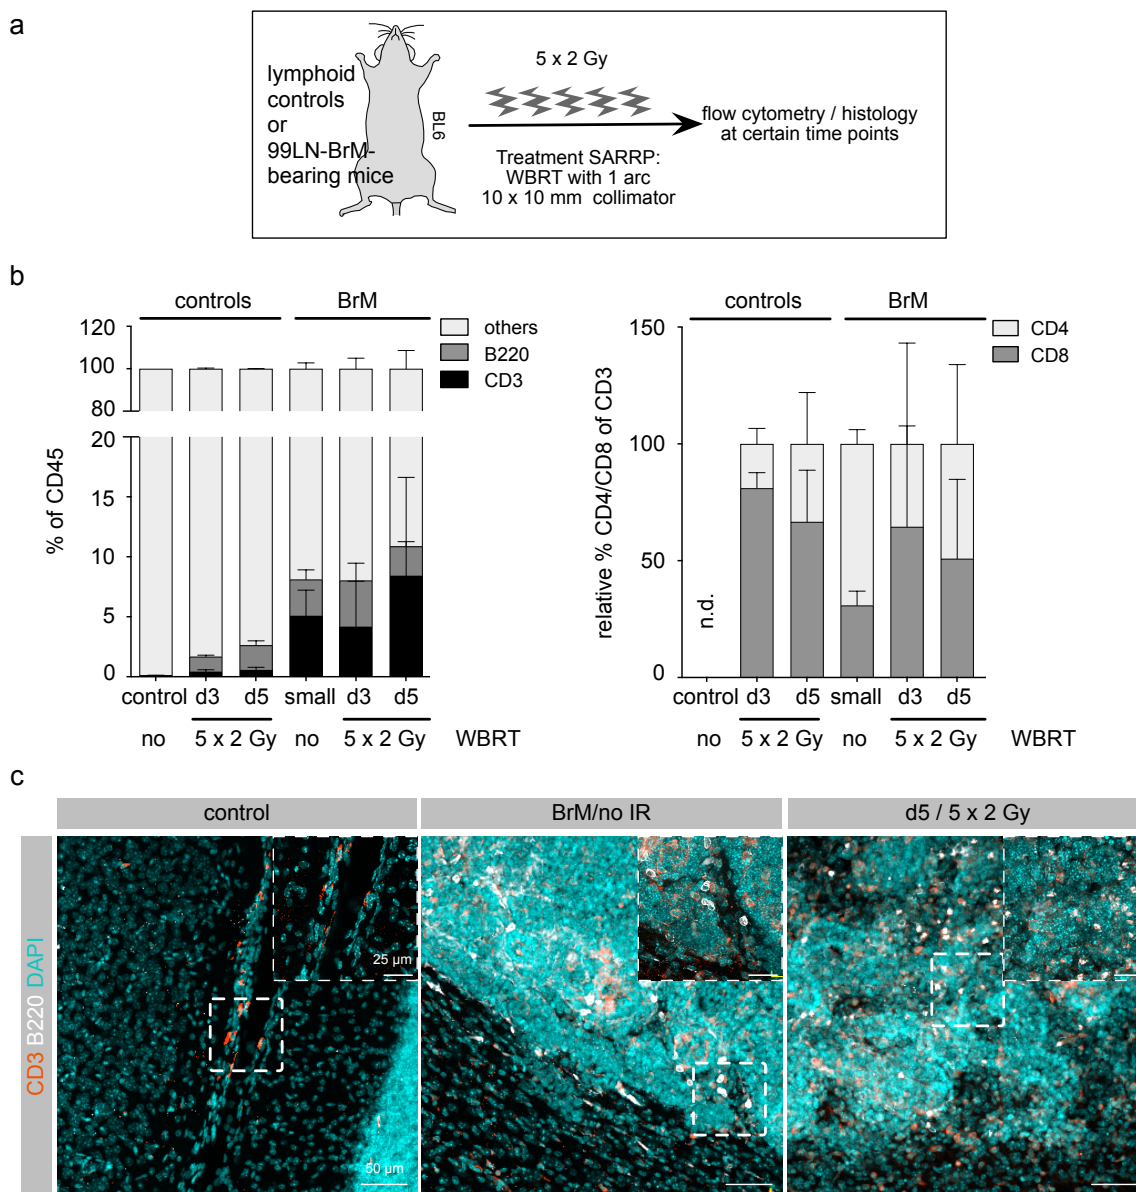 a
lymphoid
controls
or
99LN-BrM-
bearing mice
BL6
5 x 2 Gy
Treatment SARRP:
WBRT with 1 arc
10 x 10 mm collimator
flow cytometry / histology
at certain time points
b
controls BrM
others
B220
CD3
120
100
80
20
15
10
5
0
% of CD45
control d3 d5 small d3 d5
no 5 x 2 Gy no 5 x 2 Gy WBRT
controls BrM
CD4
CD8
150
100
50
0
relative % CD4/CD8 of CD3
n.d.
control d3 d5 small d3 d5
no 5 x 2 Gy no 5 x 2 Gy WBRT
c
control BrM/no IR d5 / 5 x 2 Gy
CD3 B220 DAPI
25 µm
50 µm